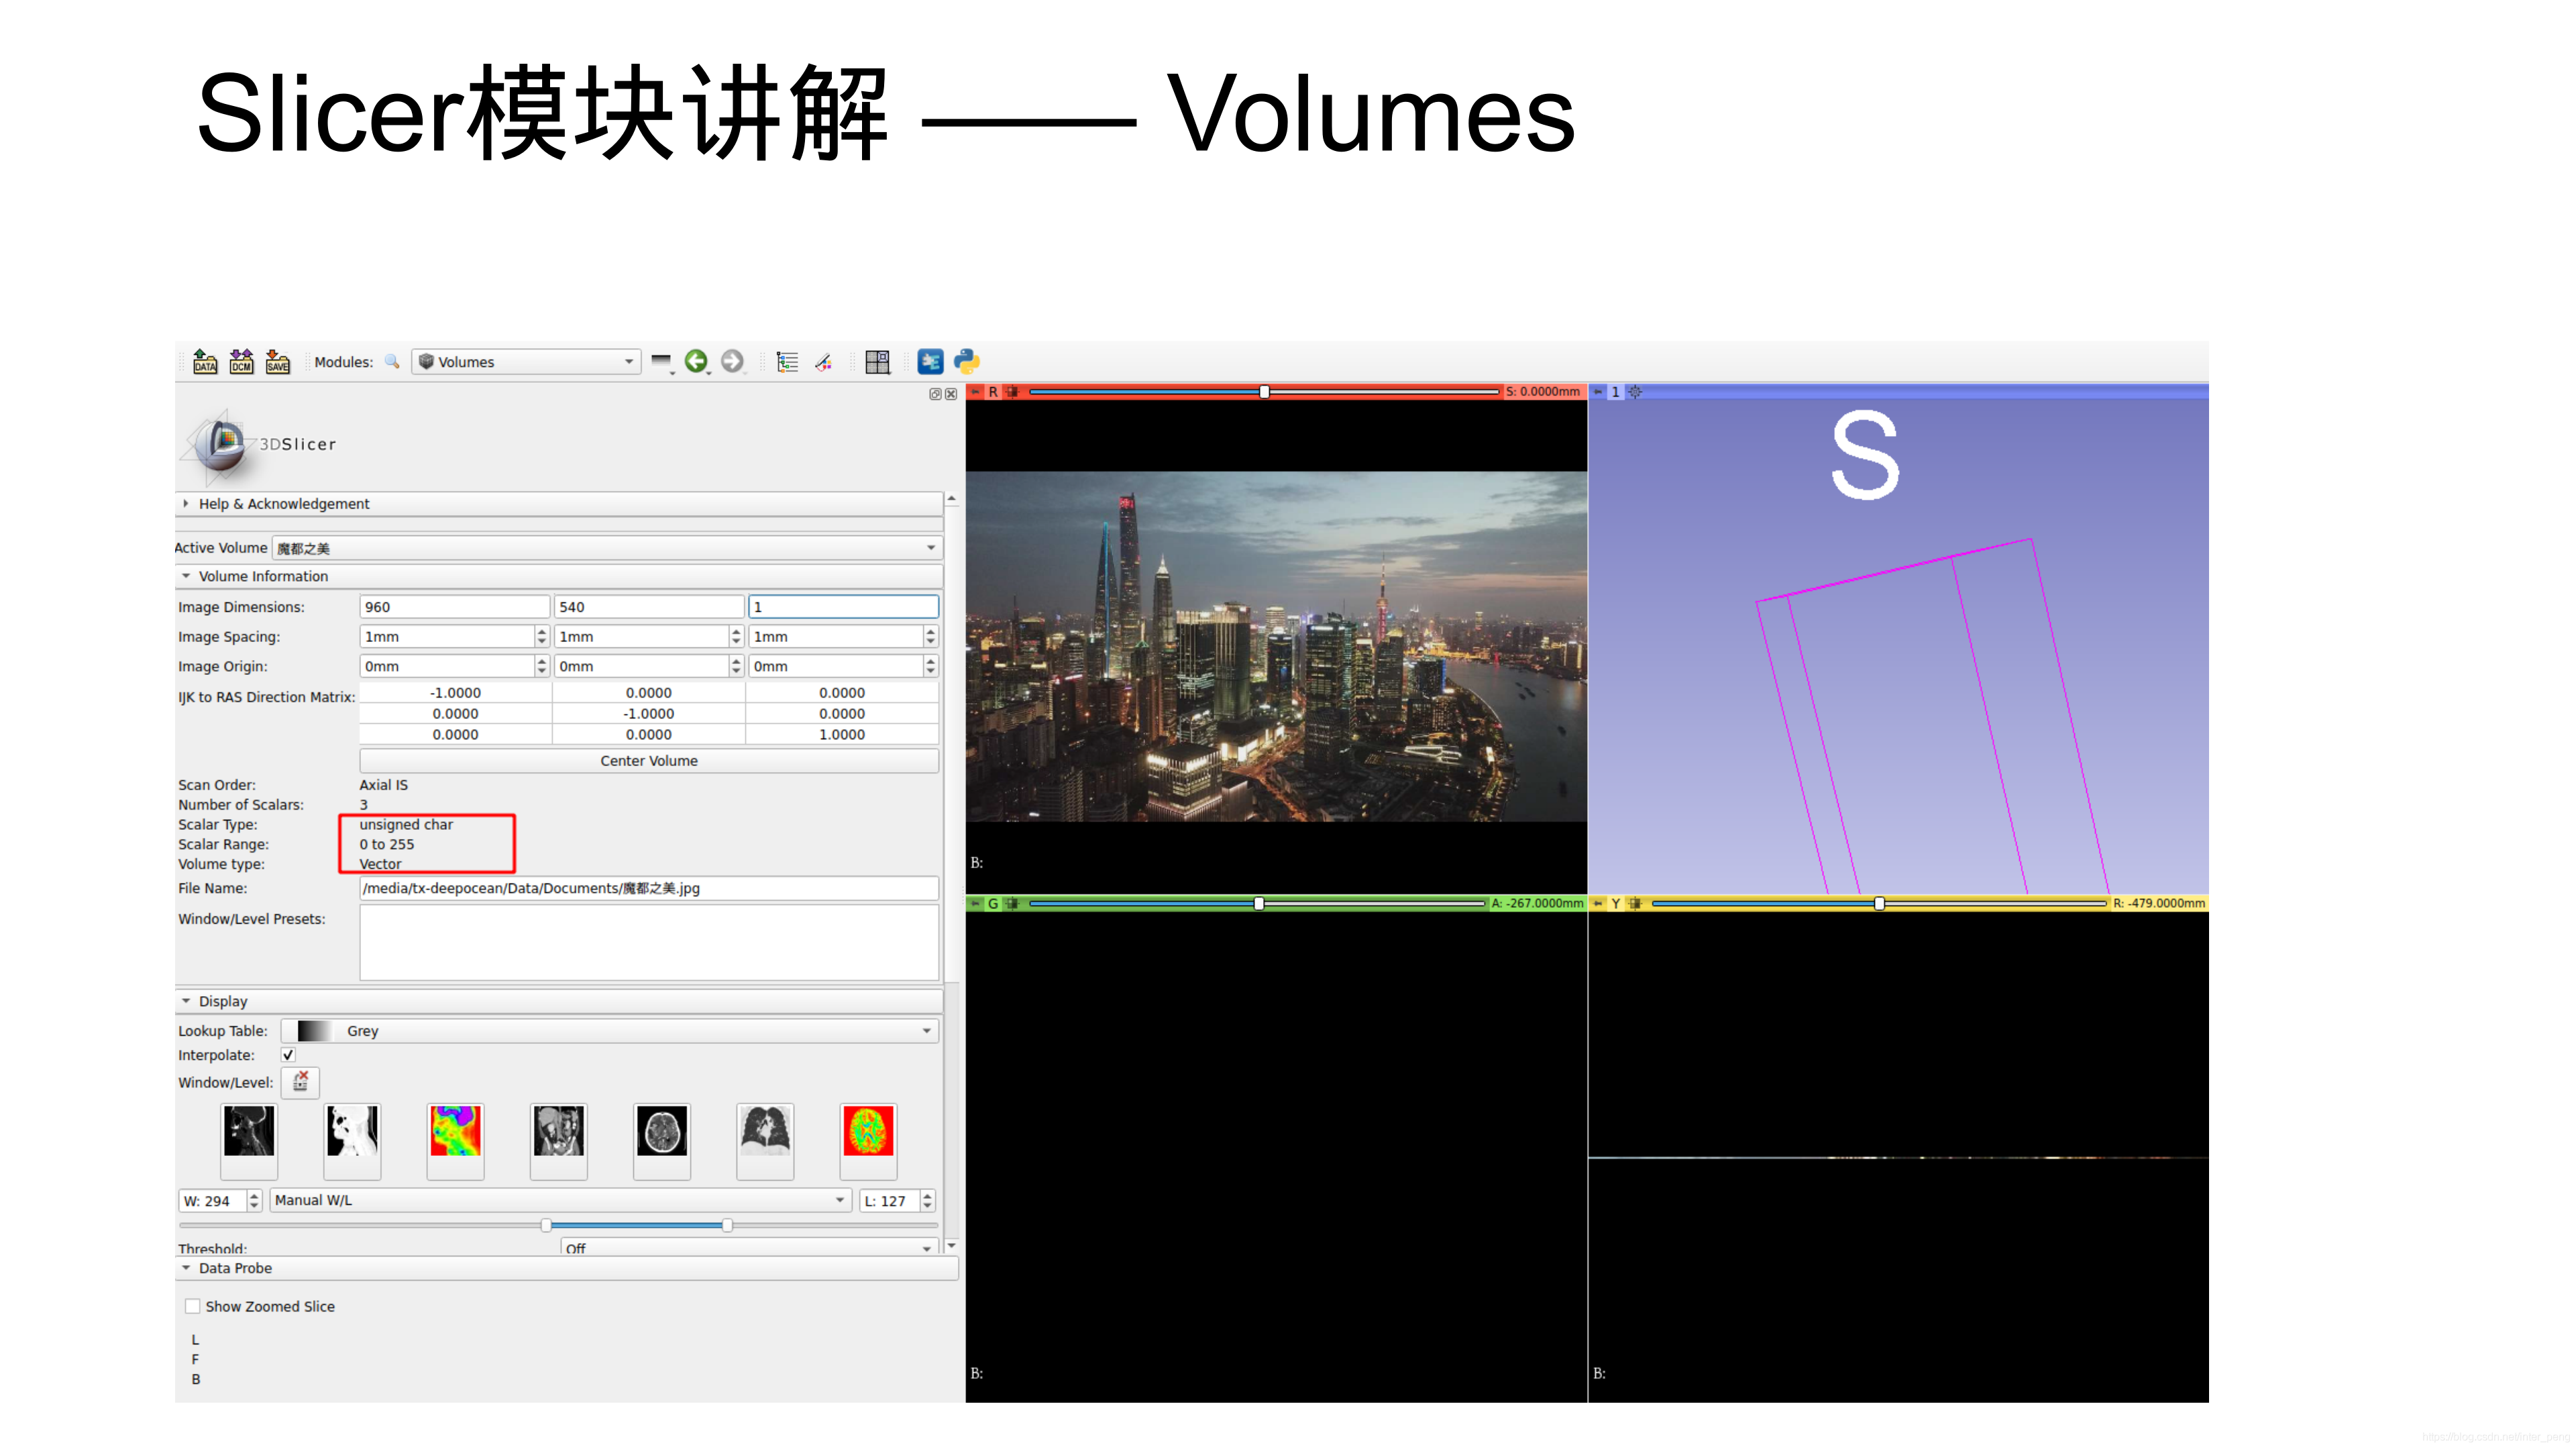 Slicer模块讲解 —— Volumes
DATA DCM SAVE Modules: Volumes
3DSlicer
Help & Acknowledgement
Active Volume 魔都之美
Volume Information
Image Dimensions: 960 540 1
Image Spacing: 1mm 1mm 1mm
Image Origin: 0mm 0mm 0mm
IJK to RAS Direction Matrix: -1.0000 0.0000 0.0000
0.0000 -1.0000 0.0000
0.0000 0.0000 1.0000
Center Volume
Scan Order: Axial IS
Number of Scalars: 3
Scalar Type: unsigned char
Scalar Range: 0 to 255
Volume type: Vector
File Name: /media/tx-deepocean/Data/Documents/魔都之美.jpg
Window/Level Presets:
Display
Lookup Table: Grey
Interpolate:
Window/Level:
W: 294 Manual W/L L: 127
Threshold: Off
Data Probe
Show Zoomed Slice
L
F
B
R S: 0.0000mm
B:
1
S
G A: -267.0000mm
B:
Y R: -479.0000mm
B:
https://blog.csdn.net/inter_peng